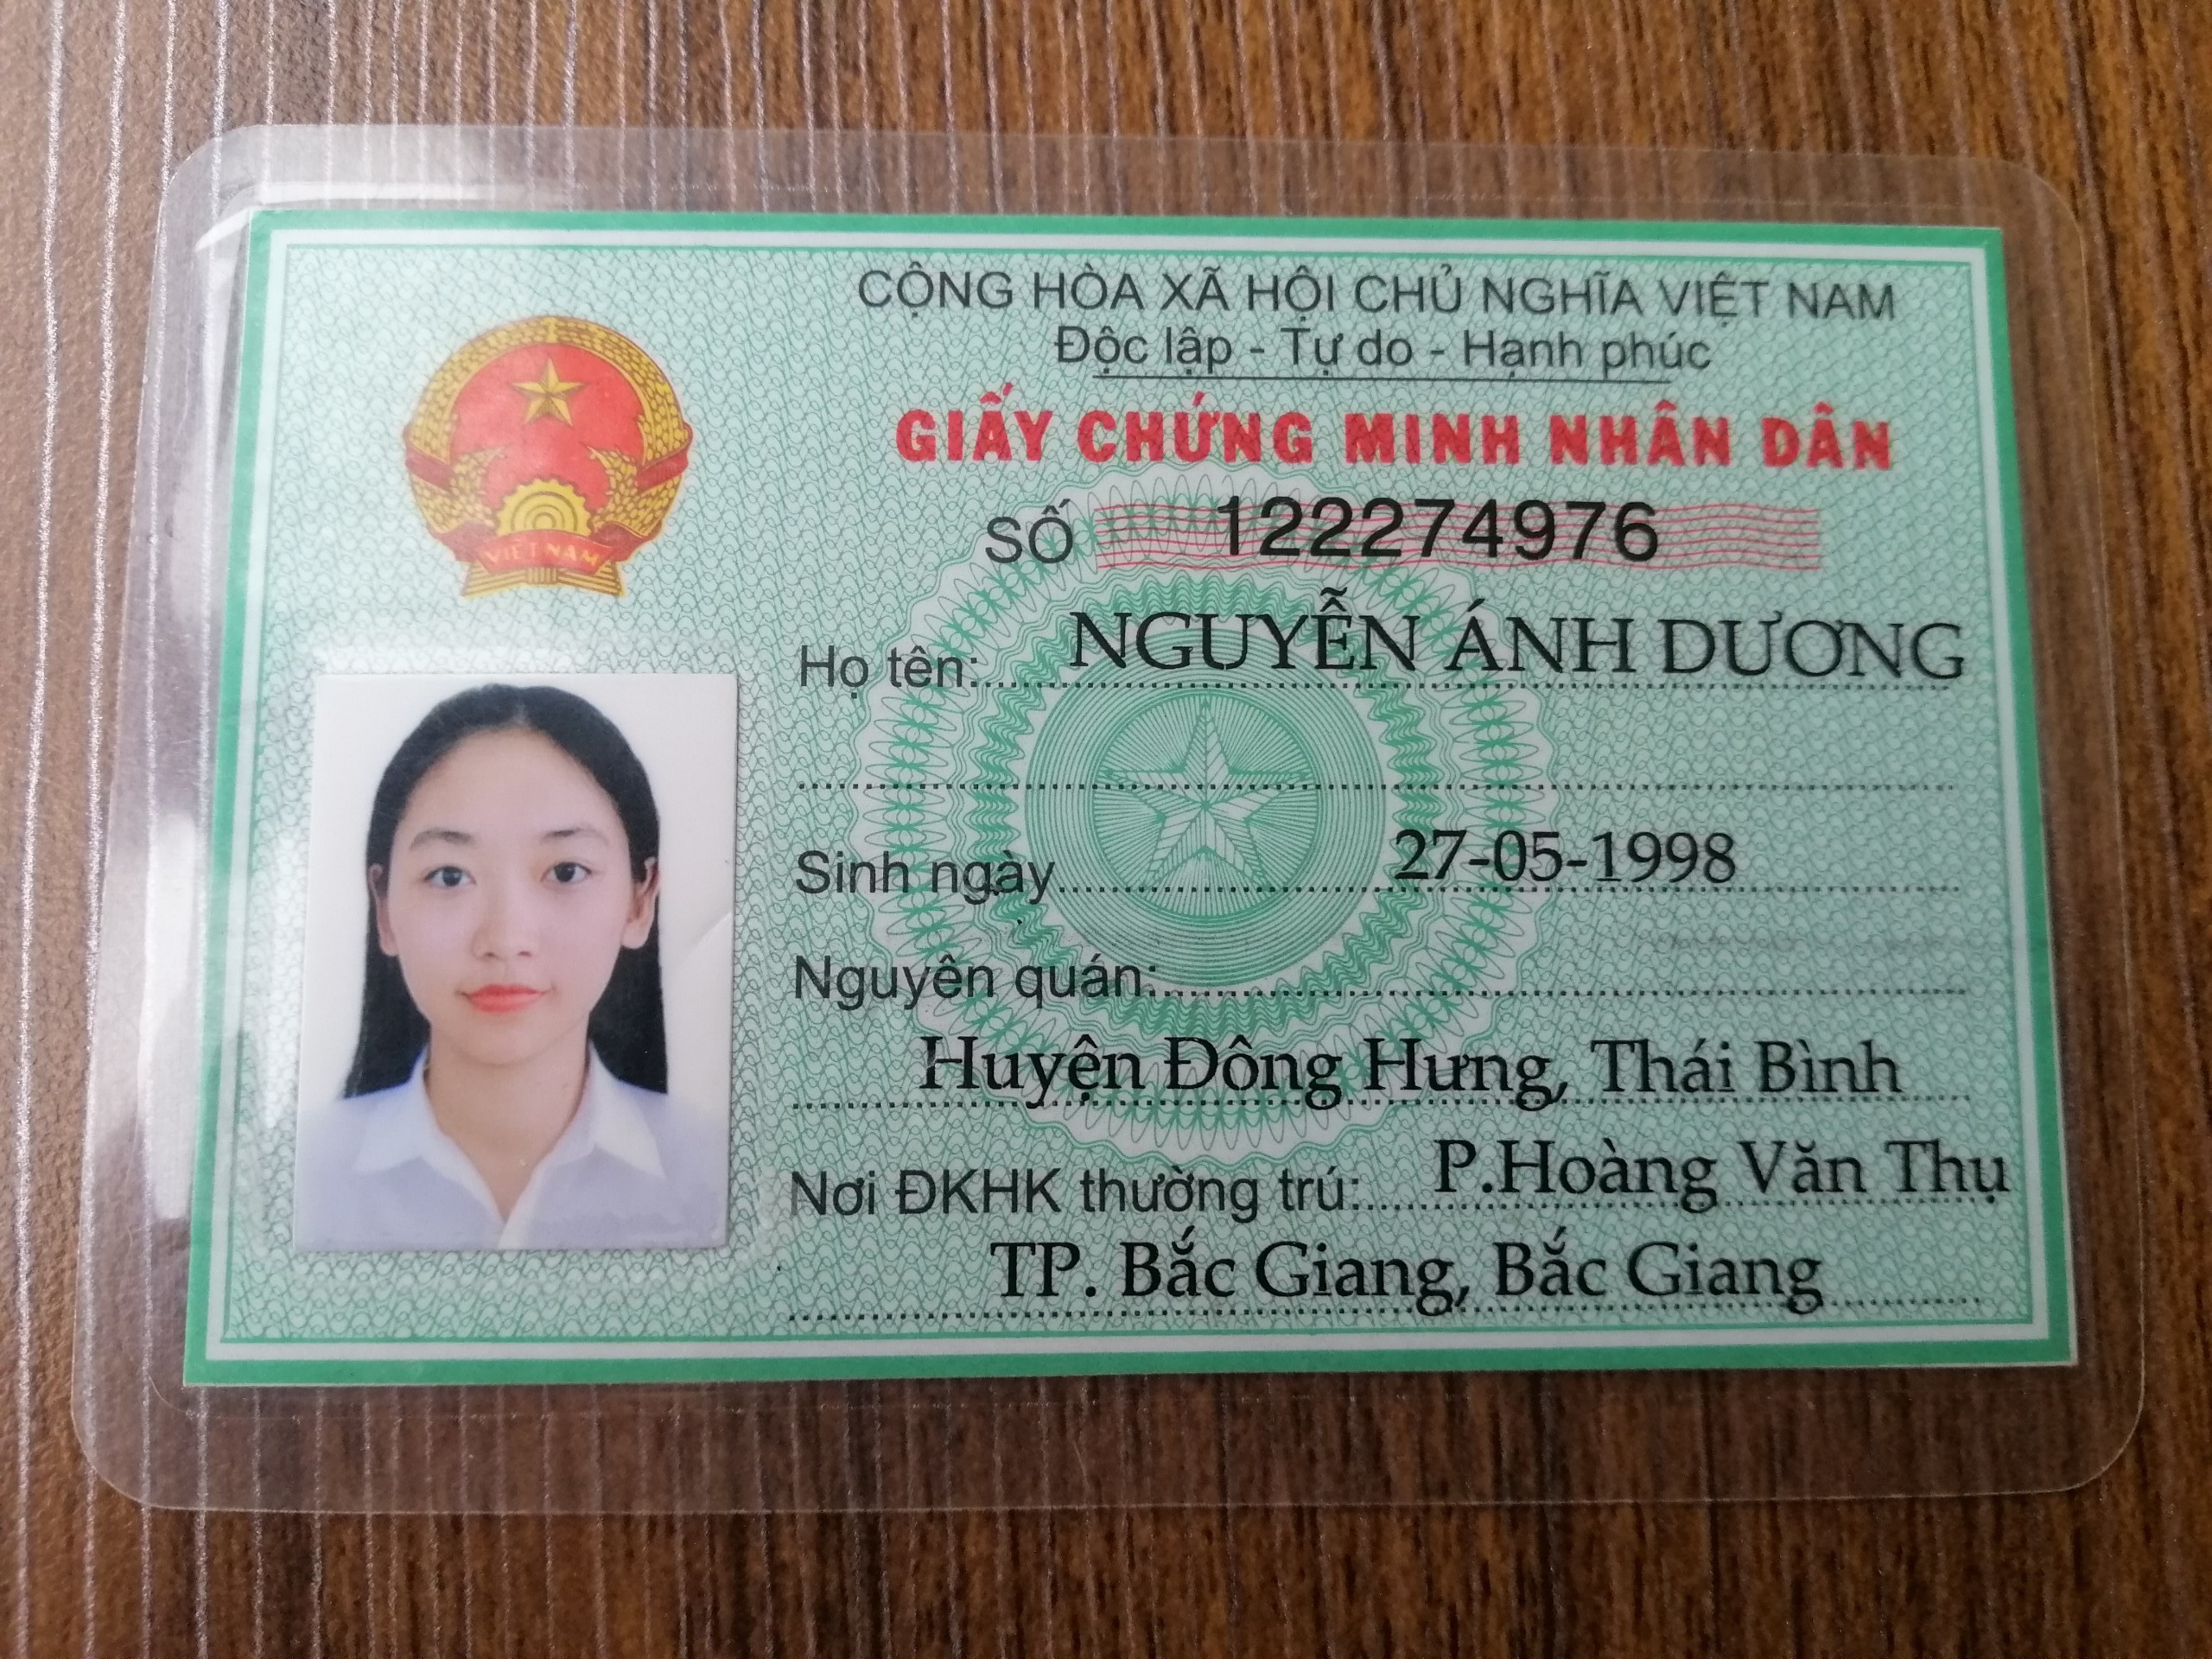 CỘNG HÒA XÃ HỘI CHỦ NGHĨA VIỆT NAM
Độc lập - Tự do - Hạnh phúc
GIẤY CHỨNG MINH NHÂN DÂN
SỐ 122274976
VIET NAM
Họ tên: NGUYỄN ÁNH DƯƠNG
Sinh ngày 27-05-1998
Nguyên quán:
Huyện Đông Hưng, Thái Bình
Nơi ĐKHK thường trú: P.Hoàng Văn Thụ
TP. Bắc Giang, Bắc Giang